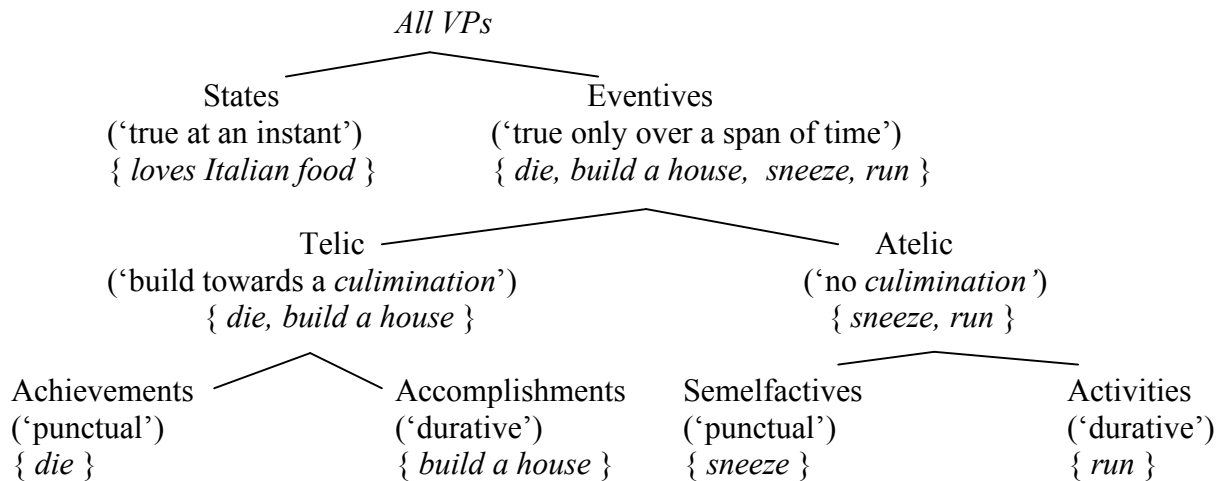 All VPs
States Eventives
(‘true at an instant’) (‘true only over a span of time’)
{ loves Italian food } { die, build a house, sneeze, run }
Telic Atelic
(‘build towards a culimination’) (‘no culimination’)
{ die, build a house } { sneeze, run }
Achievements Accomplishments Semelfactives Activities
(‘punctual’) (‘durative’) (‘punctual’) (‘durative’)
{ die } { build a house } { sneeze } { run }